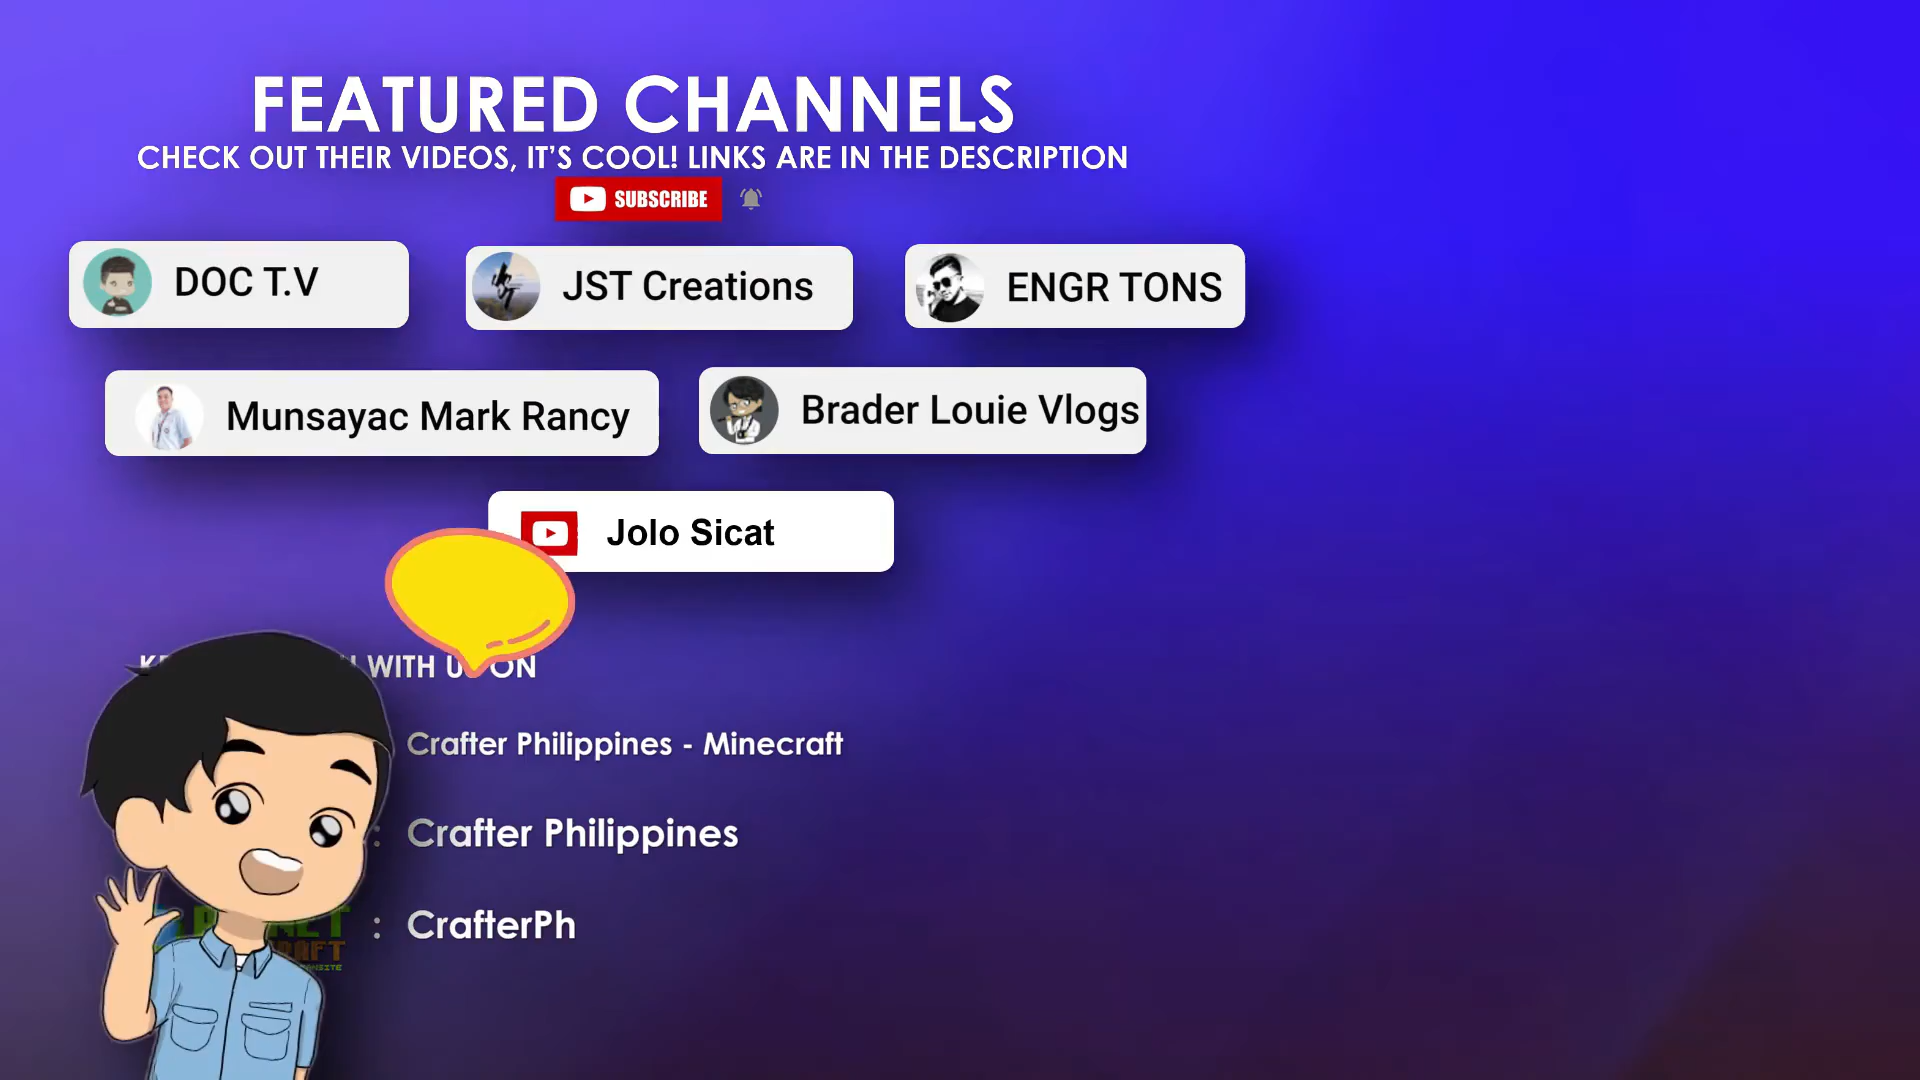 FEATURED CHANNELS
CHECK OUT THEIR VIDEOS, IT'S COOL! LINKS ARE IN THE DESCRIPTION
SUBSCRIBE
DOC T.V
JST Creations
ENGR TONS
Munsayac Mark Rancy
Brader Louie Vlogs
Jolo Sicat
WITH ON
Crafter Philippines - Minecraft
: Crafter Philippines
: CrafterPh